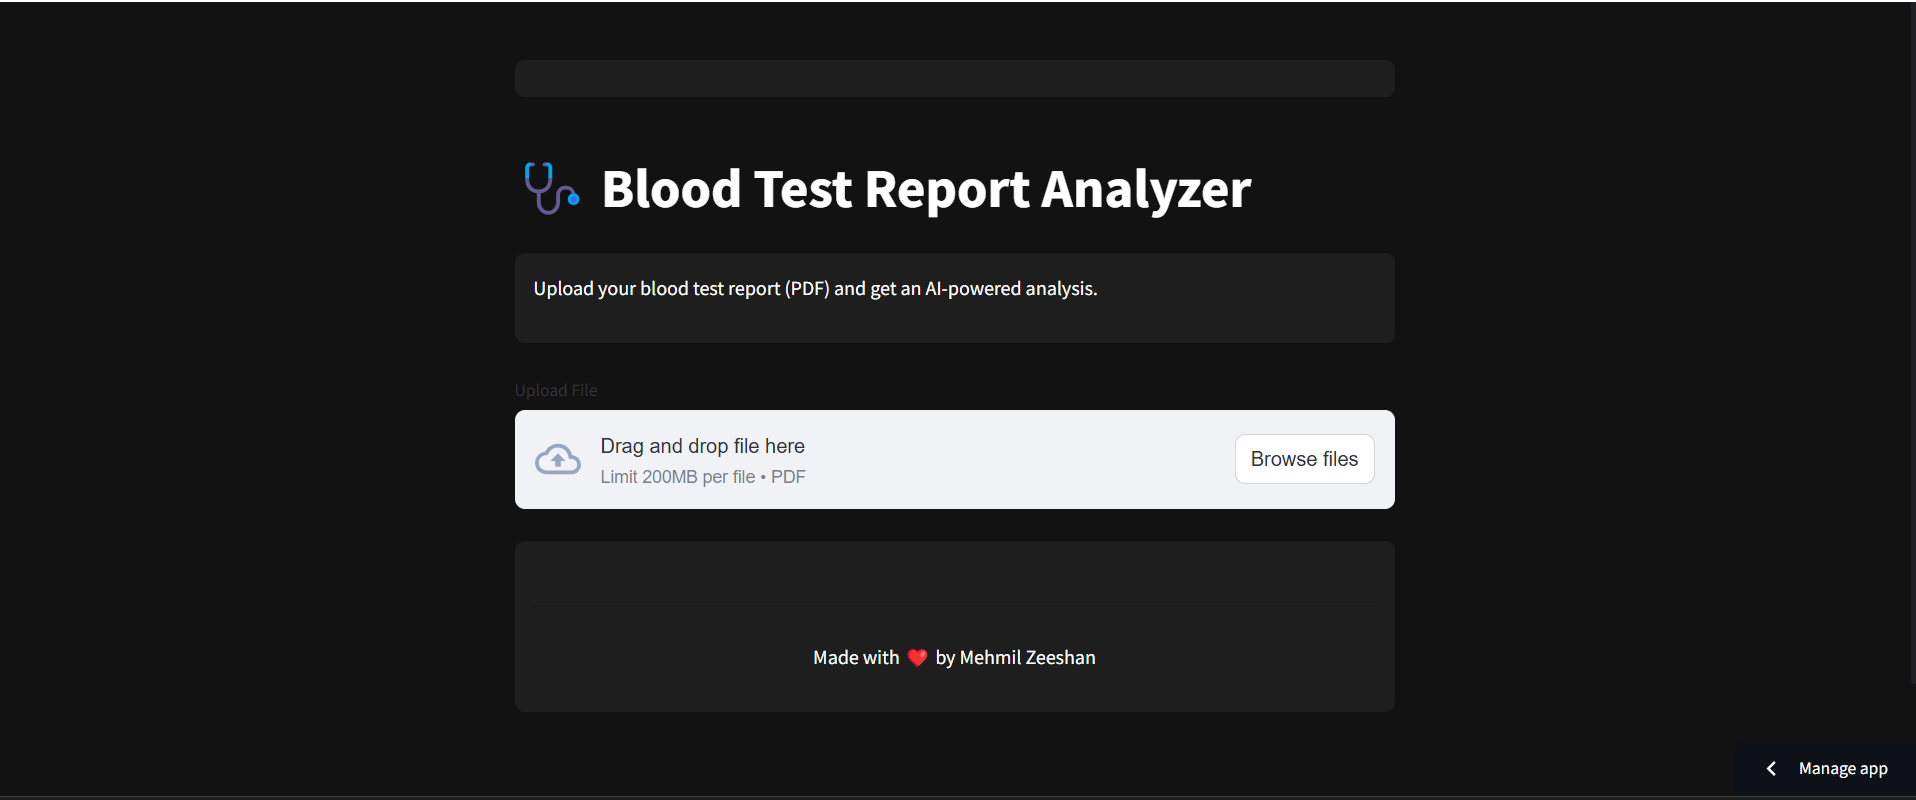 Blood Test Report Analyzer
Upload your blood test report (PDF) and get an AI-powered analysis.
Upload File
Drag and drop file here
Limit 200MB per file • PDF
Browse files
Made with ❤️ by Mehmil Zeeshan
Manage app